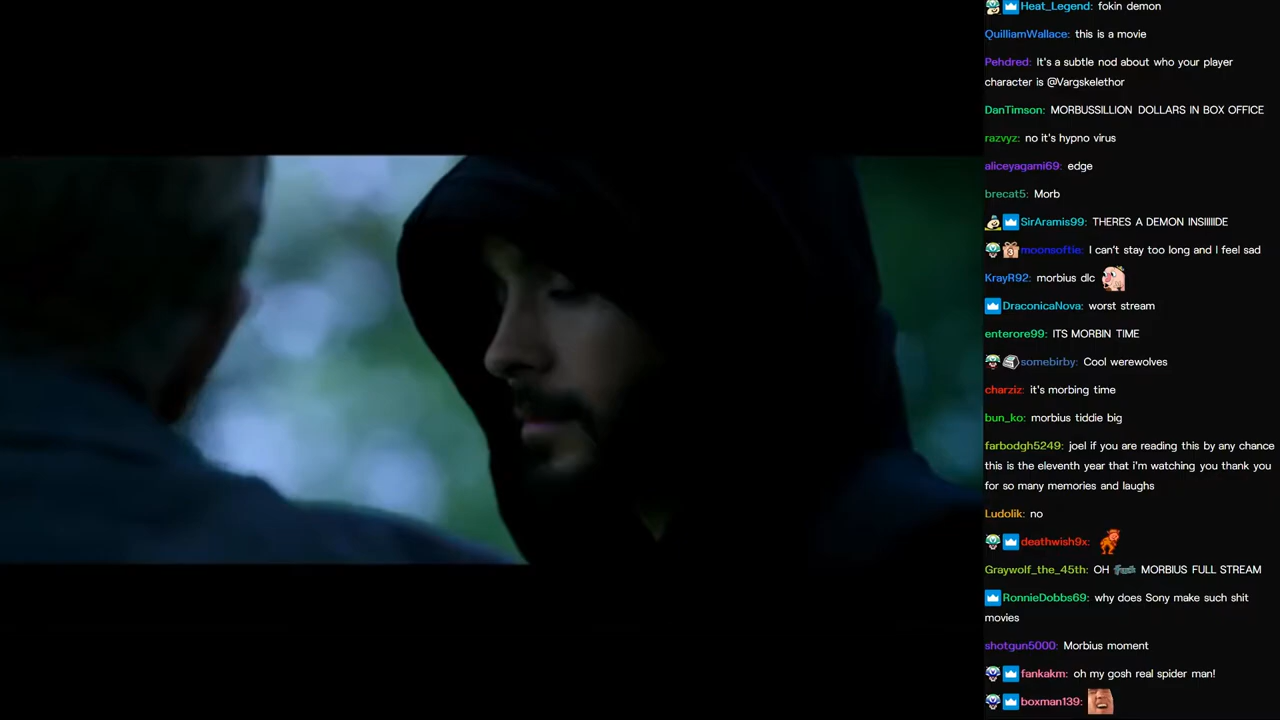 Heat_Legend: fokin demon
QuilliamWallace: this is a movie
Pehdred: It's a subtle nod about who your player
character is @Vargskelethor
DanTimson: MORBUSSILLION DOLLARS IN BOX OFFICE
razvyz: no it's hypno virus
aliceyagami69: edge
brecat5: Morb
SirAramis99: THERES A DEMON INSIIIIDE
moonsoftie: I can't stay too long and I feel sad
KrayR92: morbius dlc
DraconicaNova: worst stream
enterore99: ITS MORBIN TIME
somebirby: Cool werewolves
charziz: it's morbing time
bun_ko: morbius tiddie big
farbodgh5249: joel if you are reading this by any chance
this is the eleventh year that i'm watching you thank you
for so many memories and laughs
Ludolik: no
deathwish9x:
Graywolf_the_45th: OH MORBIUS FULL STREAM
RonnieDobbs69: why does Sony make such shit
movies
shotgun5000: Morbius moment
fankakm: oh my gosh real spider man!
boxman139: